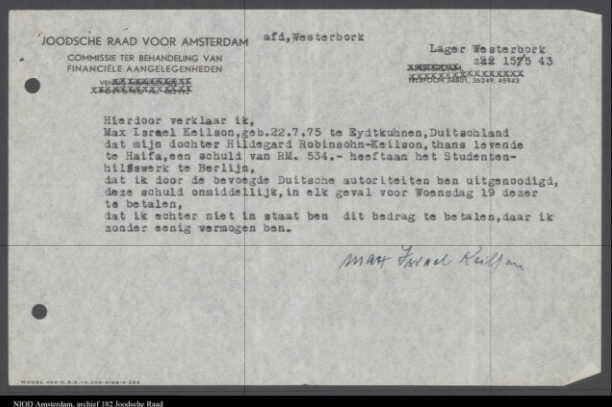 JOODSCHE RAAD VOOR AMSTERDAM
COMMISSIE TER BEHANDELING VAN
FINANCIËLE AANGELEGENHEDEN
afd, Westerbork
Lager Westerbork
15/5 43
Hierdoor verklaar ik,
Max Israel Keilson, geb. 22.7.75 te Eydtkuhnen, Duitschland
dat mijn dochter Hildegard Robinsohn-Keilson, thans levende
te Haifa, een schuld van RM. 534.- heeftaan het Studenten-
hilfswerk te Berlijn,
dat ik door de bevoegde Duitsche autoriteiten ben uitgenoodigd,
deze schuld onmiddellijk, in elk geval voor Woensdag 19 dezer
te betalen,
dat ik echter niet in staat ben dit bedrag te betalen, daar ik
zonder eenig vermogen ben.
Max Israel Keilson
NIOD Amsterdam, archief 182 Joodsche Raad